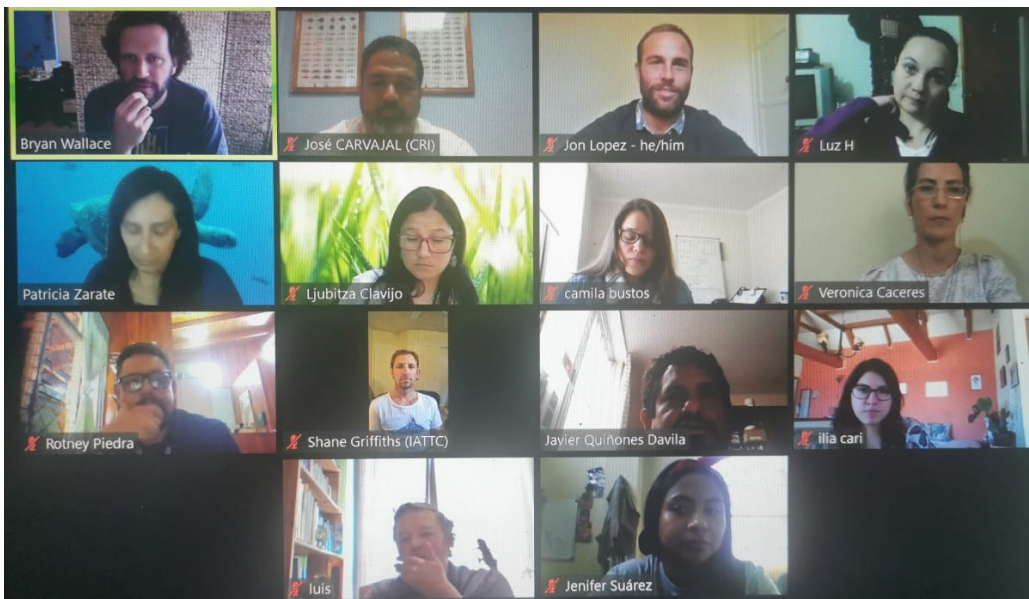 Bryan Wallace
José CARVAJAL (CRI)
Jon Lopez - he/him
Luz H
Patricia Zarate
Ljubitza Clavijo
camila bustos
Veronica Caceres
Rotney Piedra
Shane Griffiths (IATTC)
Javier Quiñones Davila
ilia cari
luis
Jenifer Suárez